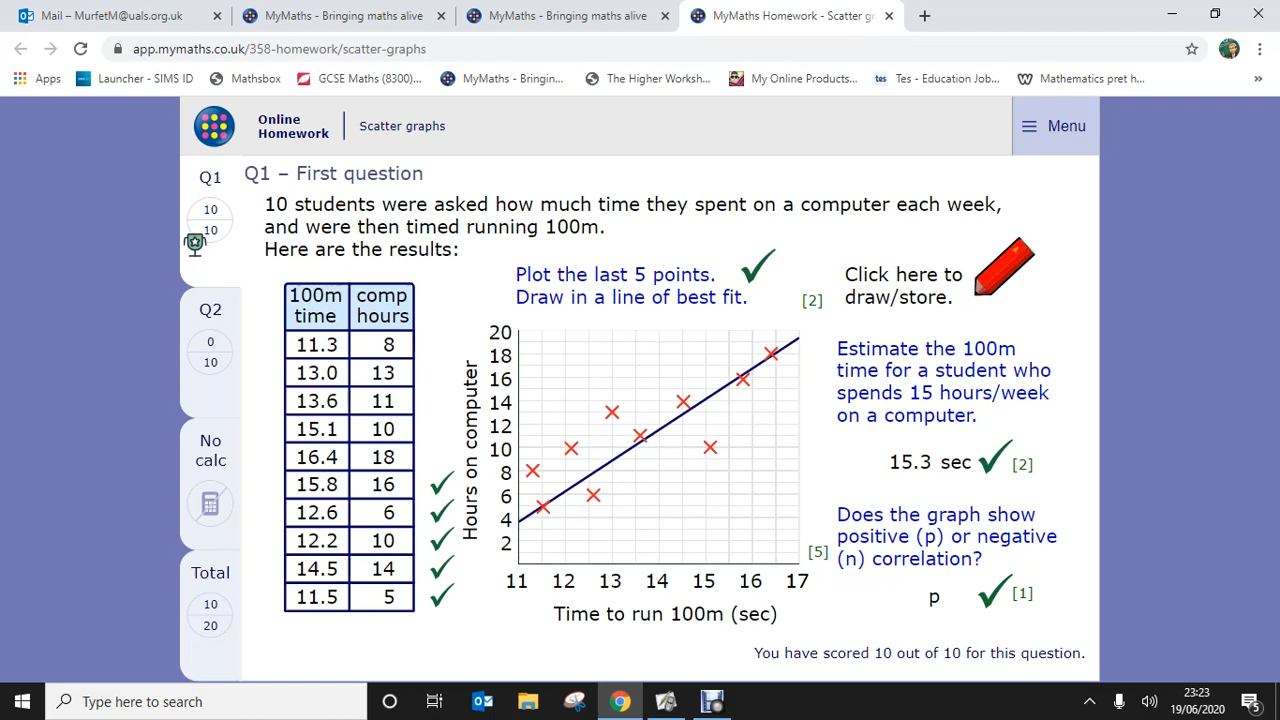 Mail – MurfetM@uals.org.uk
MyMaths - Bringing maths alive
MyMaths - Bringing maths alive
MyMaths Homework - Scatter gr
app.mymaths.co.uk/358-homework/scatter-graphs
Apps
Launcher - SIMS ID
Mathsbox
GCSE Maths (8300)...
MyMaths - Bringin...
The Higher Worksh...
My Online Products...
tes
Tes - Education Job...
Mathematics pret h...
»
Online
Homework
Scatter graphs
Menu
Q1
10
10
Q2
0
10
No
calc
Total
10
20
Q1 – First question
10 students were asked how much time they spent on a computer each week,
and were then timed running 100m.
Here are the results:
100m comp
time hours
11.3 8
13.0 13
13.6 11
15.1 10
16.4 18
15.8 16
12.6 6
12.2 10
14.5 14
11.5 5
Plot the last 5 points.
Draw in a line of best fit.
[2]
Click here to
draw/store.
Hours on computer
20
18
16
14
12
10
8
6
4
2
11 12 13 14 15 16 17
Time to run 100m (sec)
[5]
Estimate the 100m
time for a student who
spends 15 hours/week
on a computer.
15.3 sec [2]
Does the graph show
positive (p) or negative
(n) correlation?
p [1]
You have scored 10 out of 10 for this question.
Type here to search
23:23
19/06/2020
5